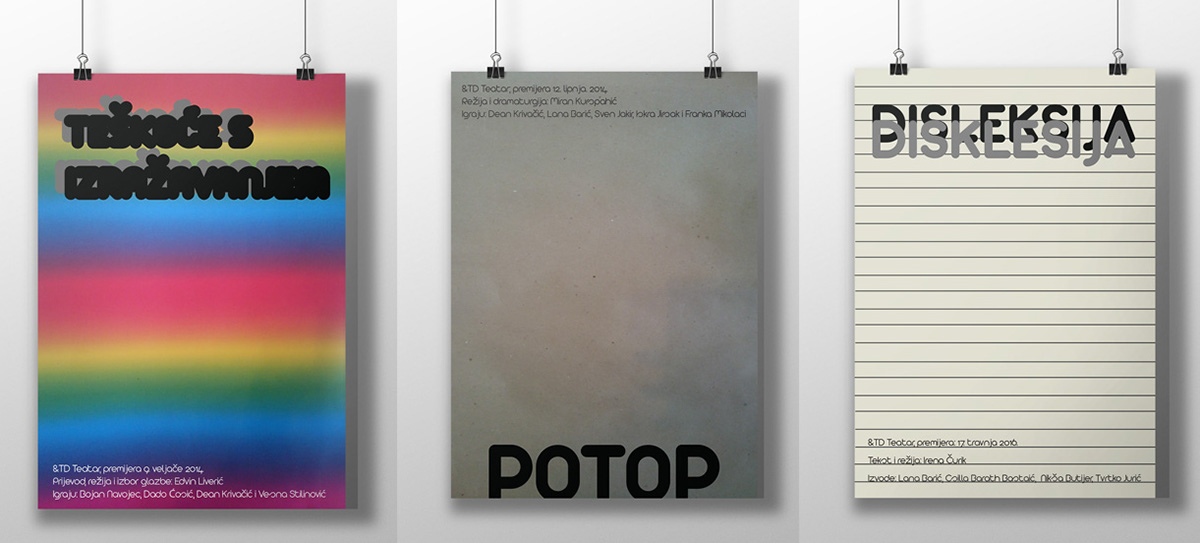 TEŠKOĆE S
IZRAŽAVANJEM
&TD Teatar, premijera 9. veljače 2014.
Prijevod, režija i izbor glazbe: Edvin Liverić
Igraju: Bojan Navojec, Dado Ćosić, Dean Krivačić i Vesna Stilinović
&TD Teatar, premijera 12. lipnja 2014.
Režija i dramaturgija: Miran Kurspahić
Igraju: Dean Krivačić, Lana Barić, Sven Jakir, Iskra Jirsak i Franka Mikolaci
POTOP
DISLEKSIJA
DISKLESIJA
&TD Teatar, premijera: 17. travnja 2016.
Tekst i režija: Irena Čurik
Izvode: Lana Barić, Csilla Barath Bastaić, Nikša Butijer, Tvrtko Jurić